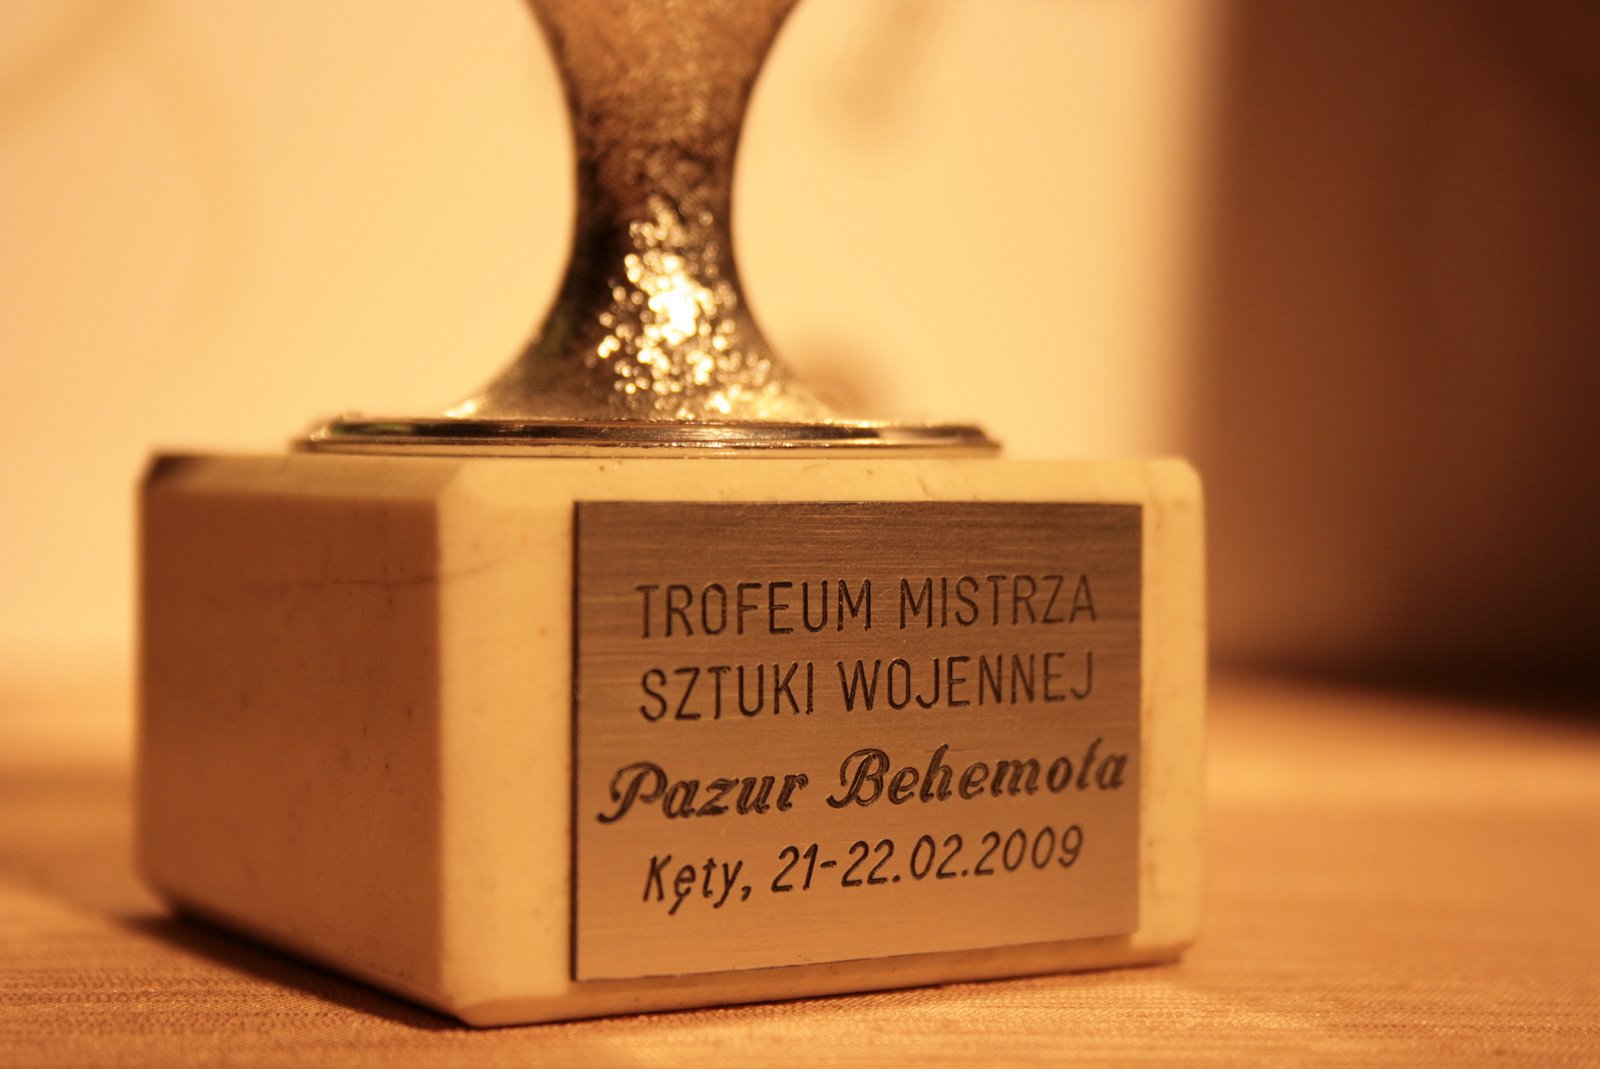 TROFEUM MISTRZA
SZTUKI WOJENNEJ
Pazur Behemota
Kęty, 21-22.02.2009